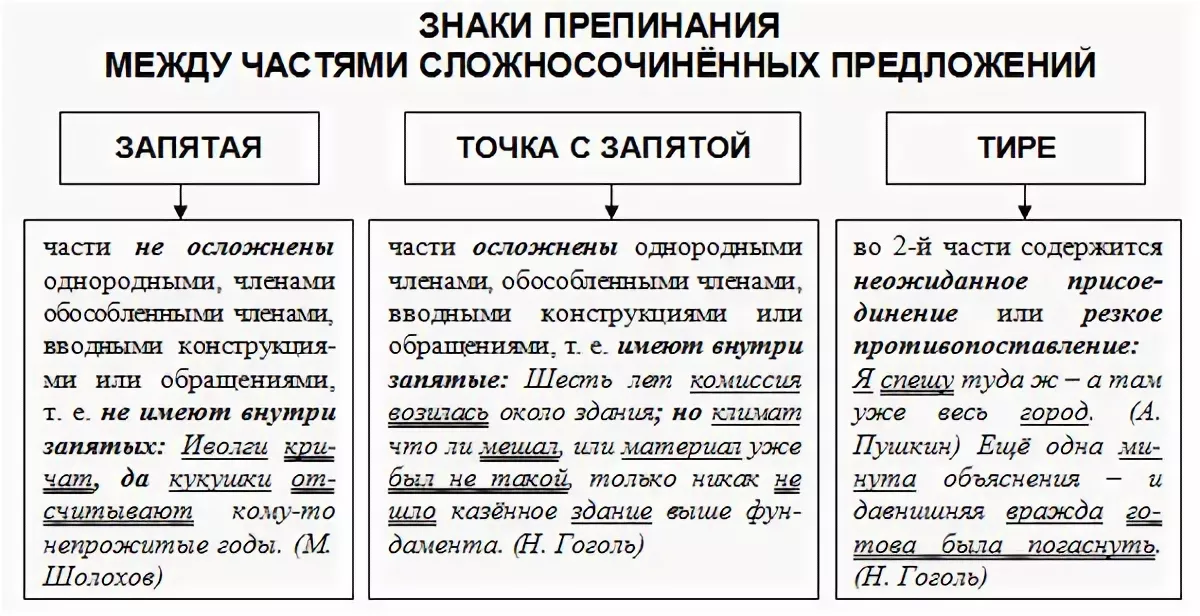 ЗНАКИ ПРЕПИНАНИЯ
МЕЖДУ ЧАСТЯМИ СЛОЖНОСОЧИНЁННЫХ ПРЕДЛОЖЕНИЙ
ЗАПЯТАЯ
части не осложнены
однородными, членами
обособленными членами,
вводными конструкция-
ми или обращениями,
т. е. не имеют внутри
запятых: Иволги кри-
чат, да кукушки от-
считывают кому-то
непрожитые годы. (М.
Шолохов)
ТОЧКА С ЗАПЯТОЙ
части осложнены однородными
членами, обособленными членами,
вводными конструкциями или
обращениями, т. е. имеют внутри
запятые: Шесть лет комиссия
возилась около здания; но климат
что ли мешал, или материал уже
был не такой, только никак не
шло казённое здание выше фун-
дамента. (Н. Гоголь)
ТИРЕ
во 2-й части содержится
неожиданное присое-
динение или резкое
противопоставление:
Я спешу туда ж – а там
уже весь город. (А.
Пушкин) Ещё одна ми-
нута объяснения – и
давнишняя вражда го-
това была погаснуть.
(Н. Гоголь)